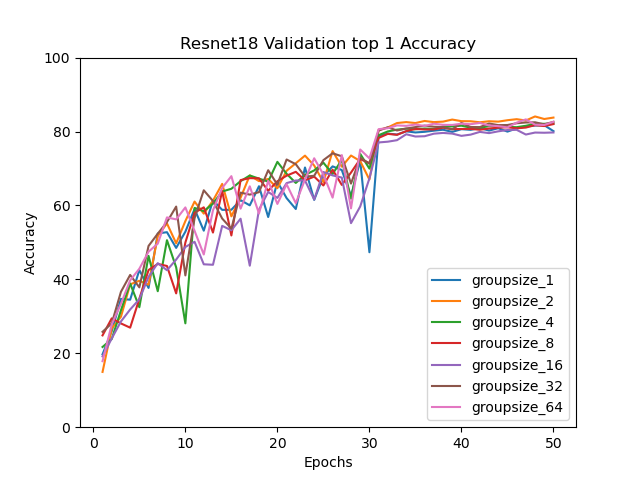 Resnet18 Validation top 1 Accuracy
Accuracy
100
80
60
40
20
0
0 10 20 30 40 50
Epochs
groupsize_1
groupsize_2
groupsize_4
groupsize_8
groupsize_16
groupsize_32
groupsize_64